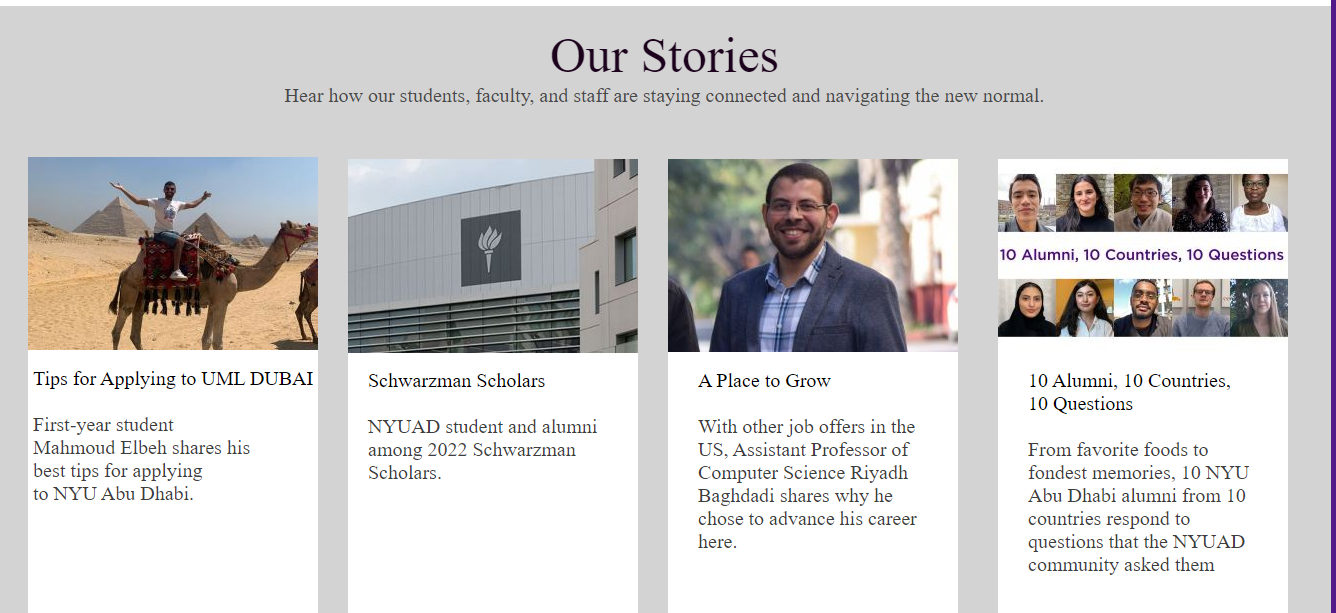 Our Stories
Hear how our students, faculty, and staff are staying connected and navigating the new normal.
Tips for Applying to UML DUBAI
First-year student
Mahmoud Elbeh shares his
best tips for applying
to NYU Abu Dhabi.
Schwarzman Scholars
NYUAD student and alumni
among 2022 Schwarzman
Scholars.
A Place to Grow
With other job offers in the
US, Assistant Professor of
Computer Science Riyadh
Baghdadi shares why he
chose to advance his career
here.
10 Alumni, 10 Countries, 10 Questions
10 Alumni, 10 Countries,
10 Questions
From favorite foods to
fondest memories, 10 NYU
Abu Dhabi alumni from 10
countries respond to
questions that the NYUAD
community asked them